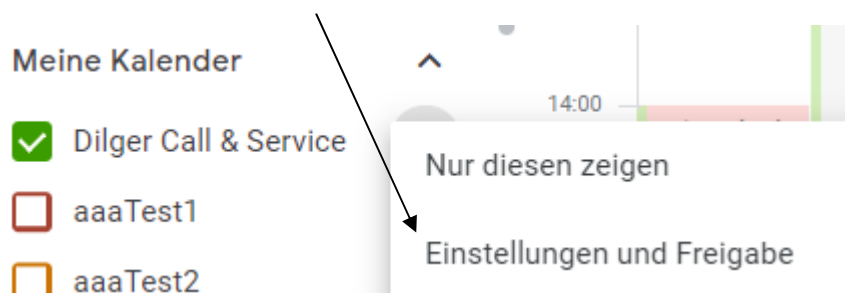 Meine Kalender
14:00
Dilger Call & Service
Nur diesen zeigen
aaaTest1
Einstellungen und Freigabe
aaaTest2